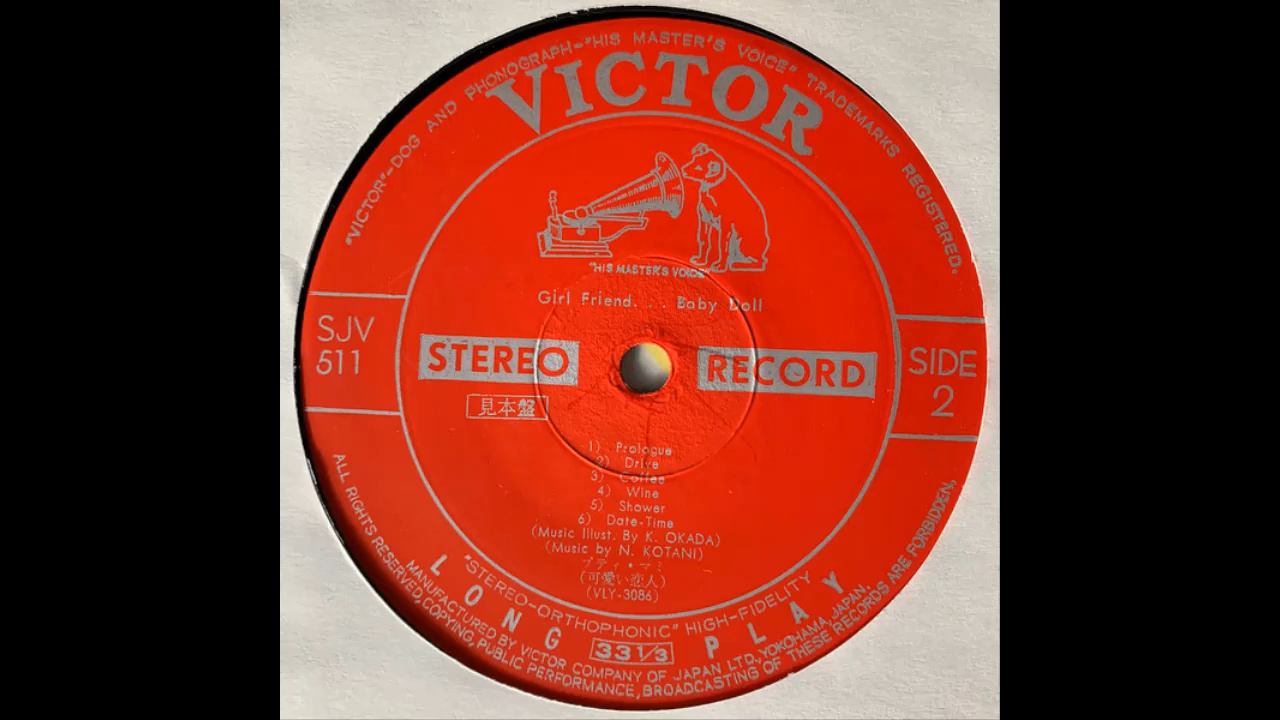 "VICTOR"-DOG AND PHONOGRAPH-"HIS MASTER'S VOICE" TRADEMARKS REGISTERED.
VICTOR
"HIS MASTER'S VOICE"
Girl Friend. . . Baby Doll
SJV
511
STEREO RECORD
SIDE
2
見本盤
1) Prologue
2) Drive
3) Coffee
4) Wine
5) Shower
6) Date-Time
(Music Illust. By K. OKADA)
(Music by N. KOTANI)
プティ・マミ
(可愛い恋人)
(VLY-3086)
"STEREO-ORTHOPHONIC" HIGH-FIDELITY
LONG 33 1/3 PLAY
MANUFACTURED BY VICTOR COMPANY OF JAPAN LTD. YOKOHAMA, JAPAN.
ALL RIGHTS RESERVED, COPYING, PUBLIC PERFORMANCE, BROADCASTING OF THESE RECORDS ARE FORBIDDEN,